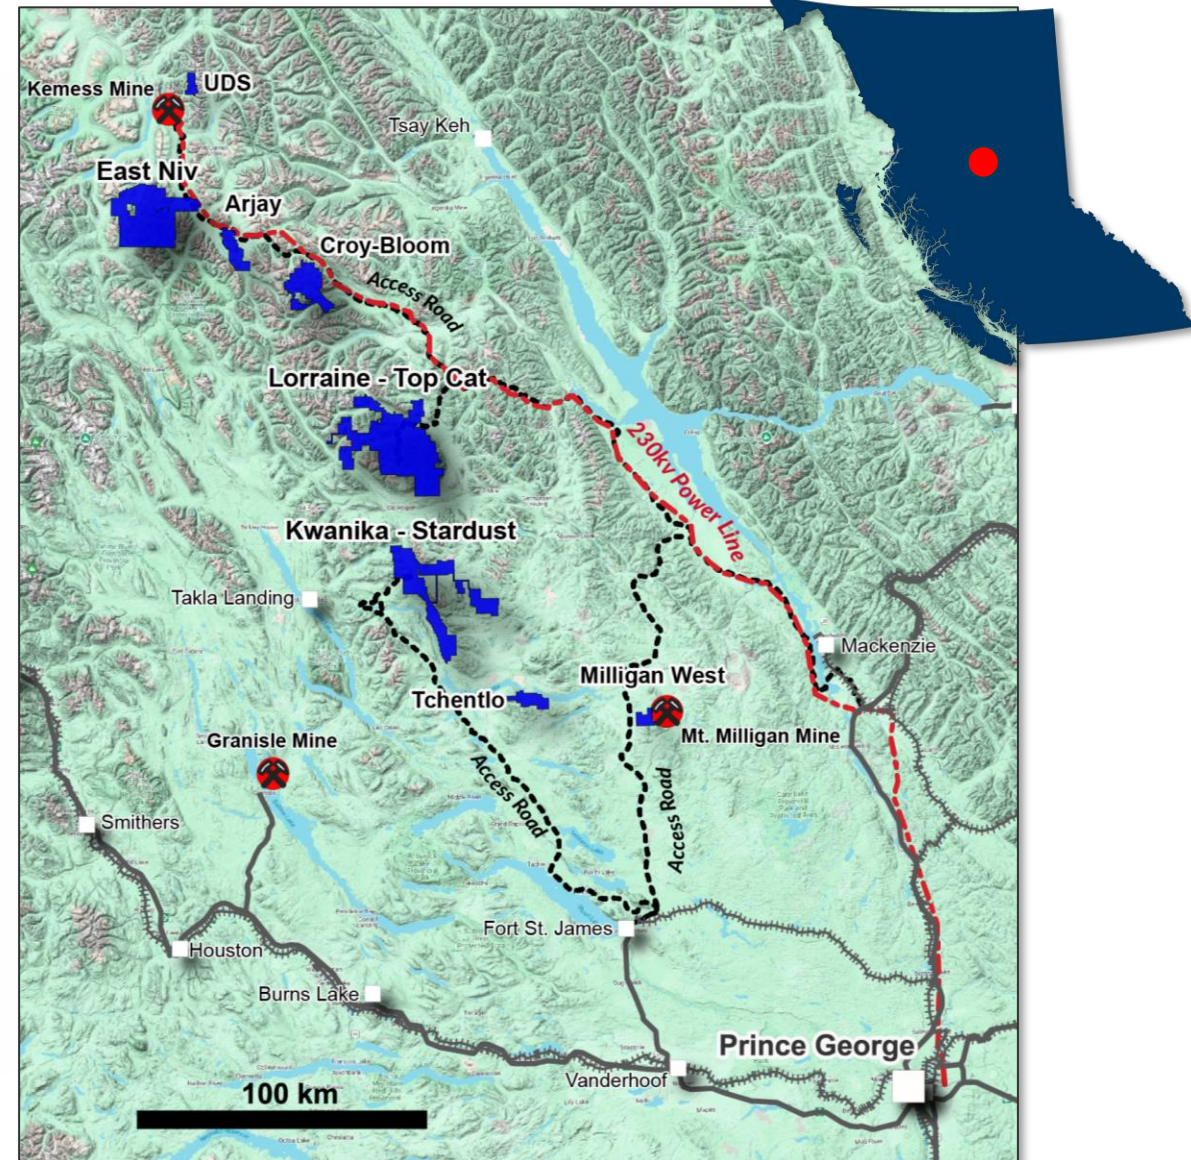 Kemess Mine
UDS
Tsay Keh
East Niv
Arjay
Croy-Bloom
Access Road
Lorraine - Top Cat
230kv Power Line
Kwanika - Stardust
Takla Landing
Mackenzie
Milligan West
Tchentlo
Mt. Milligan Mine
Granisle Mine
Access Road
Access Road
Smithers
Fort St. James
Houston
Burns Lake
Prince George
Vanderhoof
100 km